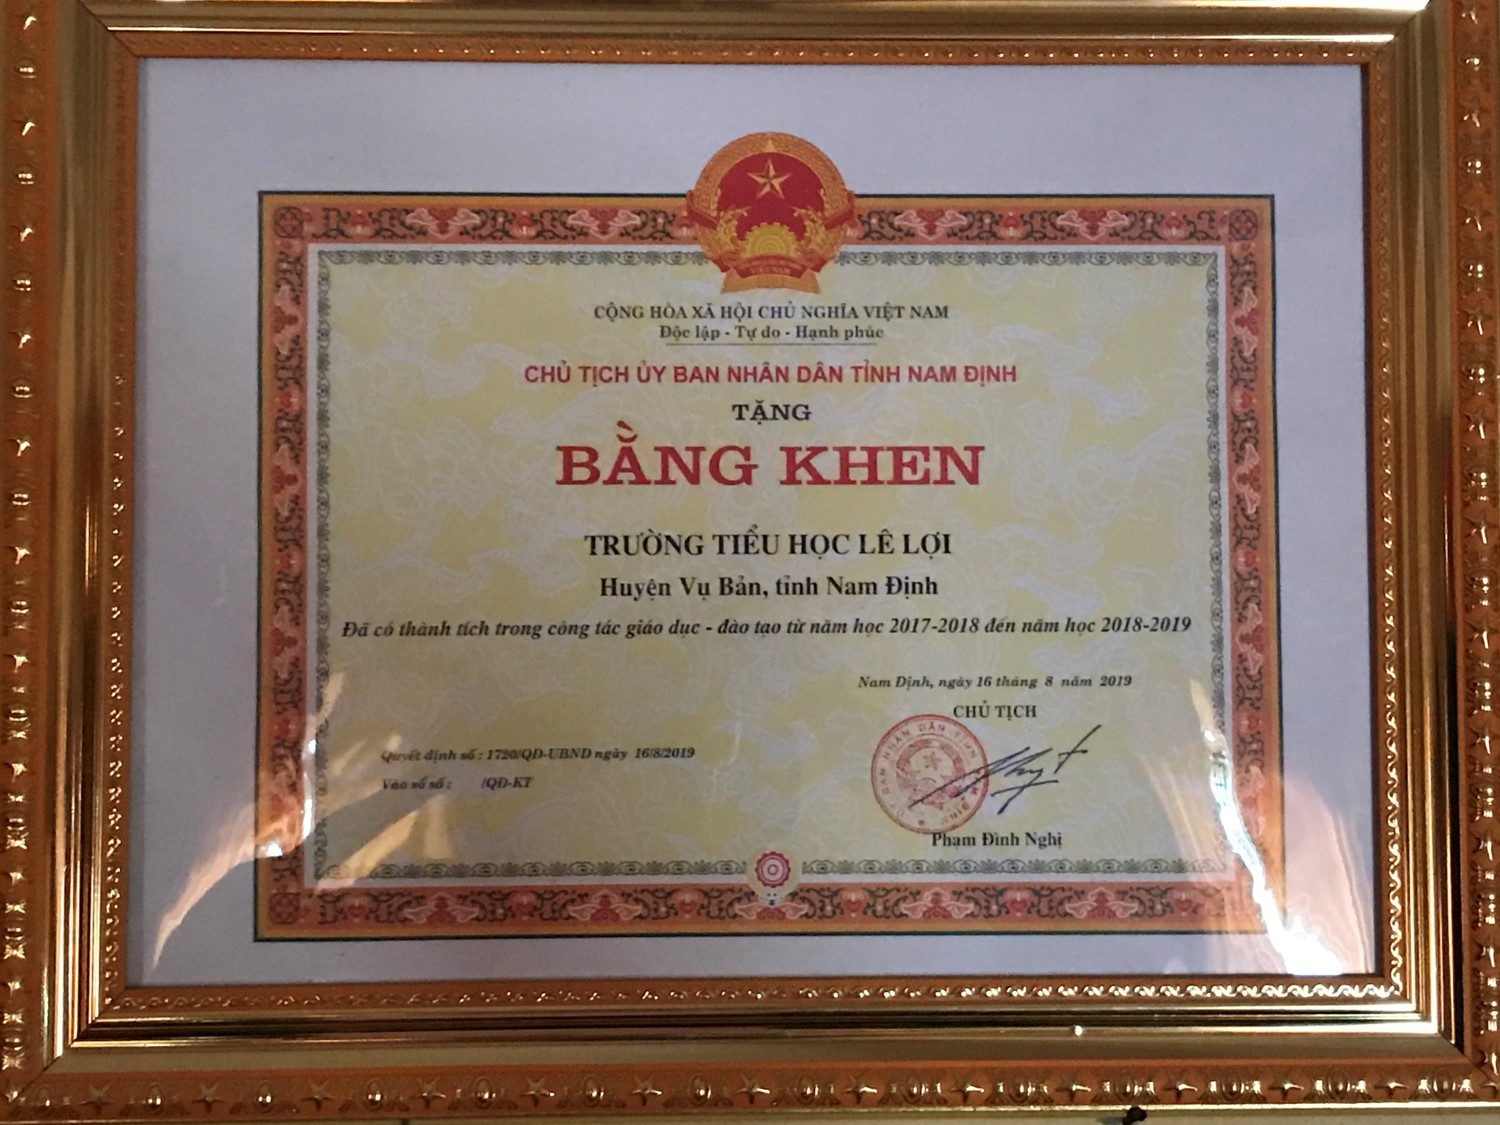 VIỆT NAM
CỘNG HÒA XÃ HỘI CHỦ NGHĨA VIỆT NAM
Độc lập - Tự do - Hạnh phúc
CHỦ TỊCH ỦY BAN NHÂN DÂN TỈNH NAM ĐỊNH
TẶNG
BẰNG KHEN
TRƯỜNG TIỂU HỌC LÊ LỢI
Huyện Vụ Bản, tỉnh Nam Định
Đã có thành tích trong công tác giáo dục - đào tạo từ năm học 2017-2018 đến năm học 2018-2019
Nam Định, ngày 16 tháng 8 năm 2019
CHỦ TỊCH
Quyết định số : 1720/QĐ-UBND ngày 16/8/2019
Vào sổ số : /QĐ-KT
Phạm Đình Nghị